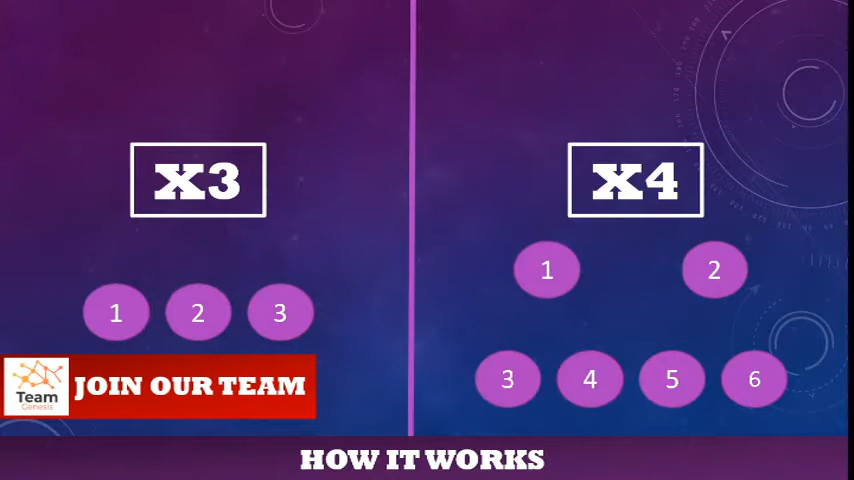 X3
X4
1 2
1 2 3
3 4 5 6
Team
Genesis
JOIN OUR TEAM
HOW IT WORKS